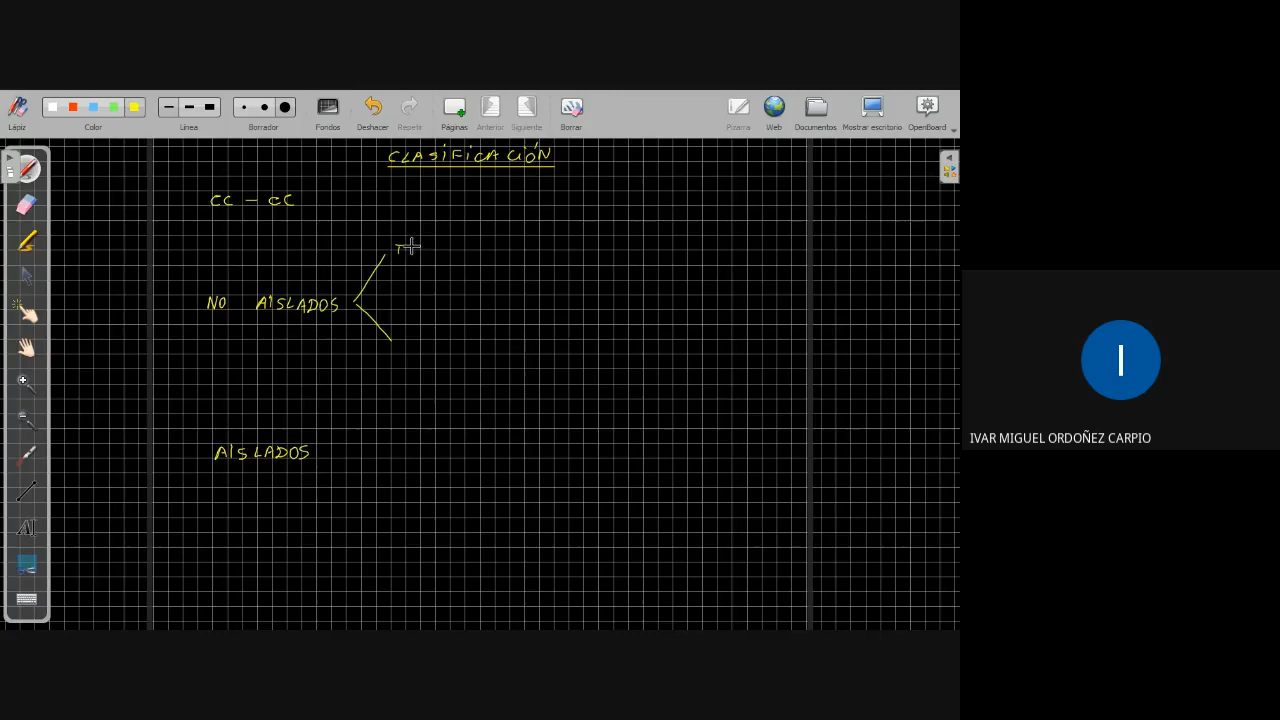 Lápiz Color Línea Borrador Fondos Deshacer Repetir Páginas Anterior Siguiente Borrar Pizarra Web Documentos Mostrar escritorio OpenBoard
CLASIFICACIÓN
CC - CC
T
NO AISLADOS
AISLADOS
I
IVAR MIGUEL ORDOÑEZ CARPIO